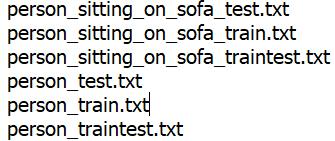 person_sitting_on_sofa_test.txt
person_sitting_on_sofa_train.txt
person_sitting_on_sofa_traintest.txt
person_test.txt
person_train.txt
person_traintest.txt